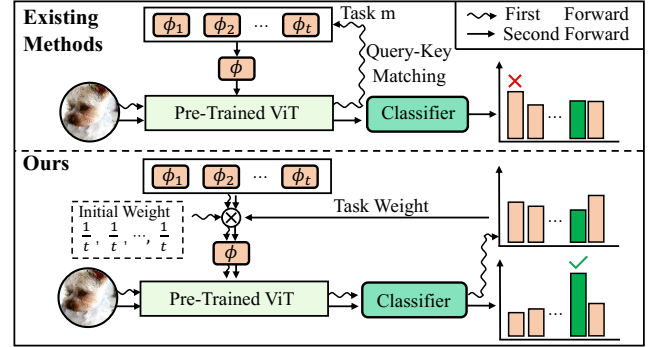 Existing
Methods
ϕ₁ ϕ₂ ··· ϕₜ
Task m
First Forward
Second Forward
ϕ
Query-Key
Matching
Pre-Trained ViT
Classifier
···
Ours
ϕ₁ ϕ₂ ··· ϕₜ
Initial Weight
1/t, 1/t, ···, 1/t
Task Weight
···
ϕ
Pre-Trained ViT
Classifier
···